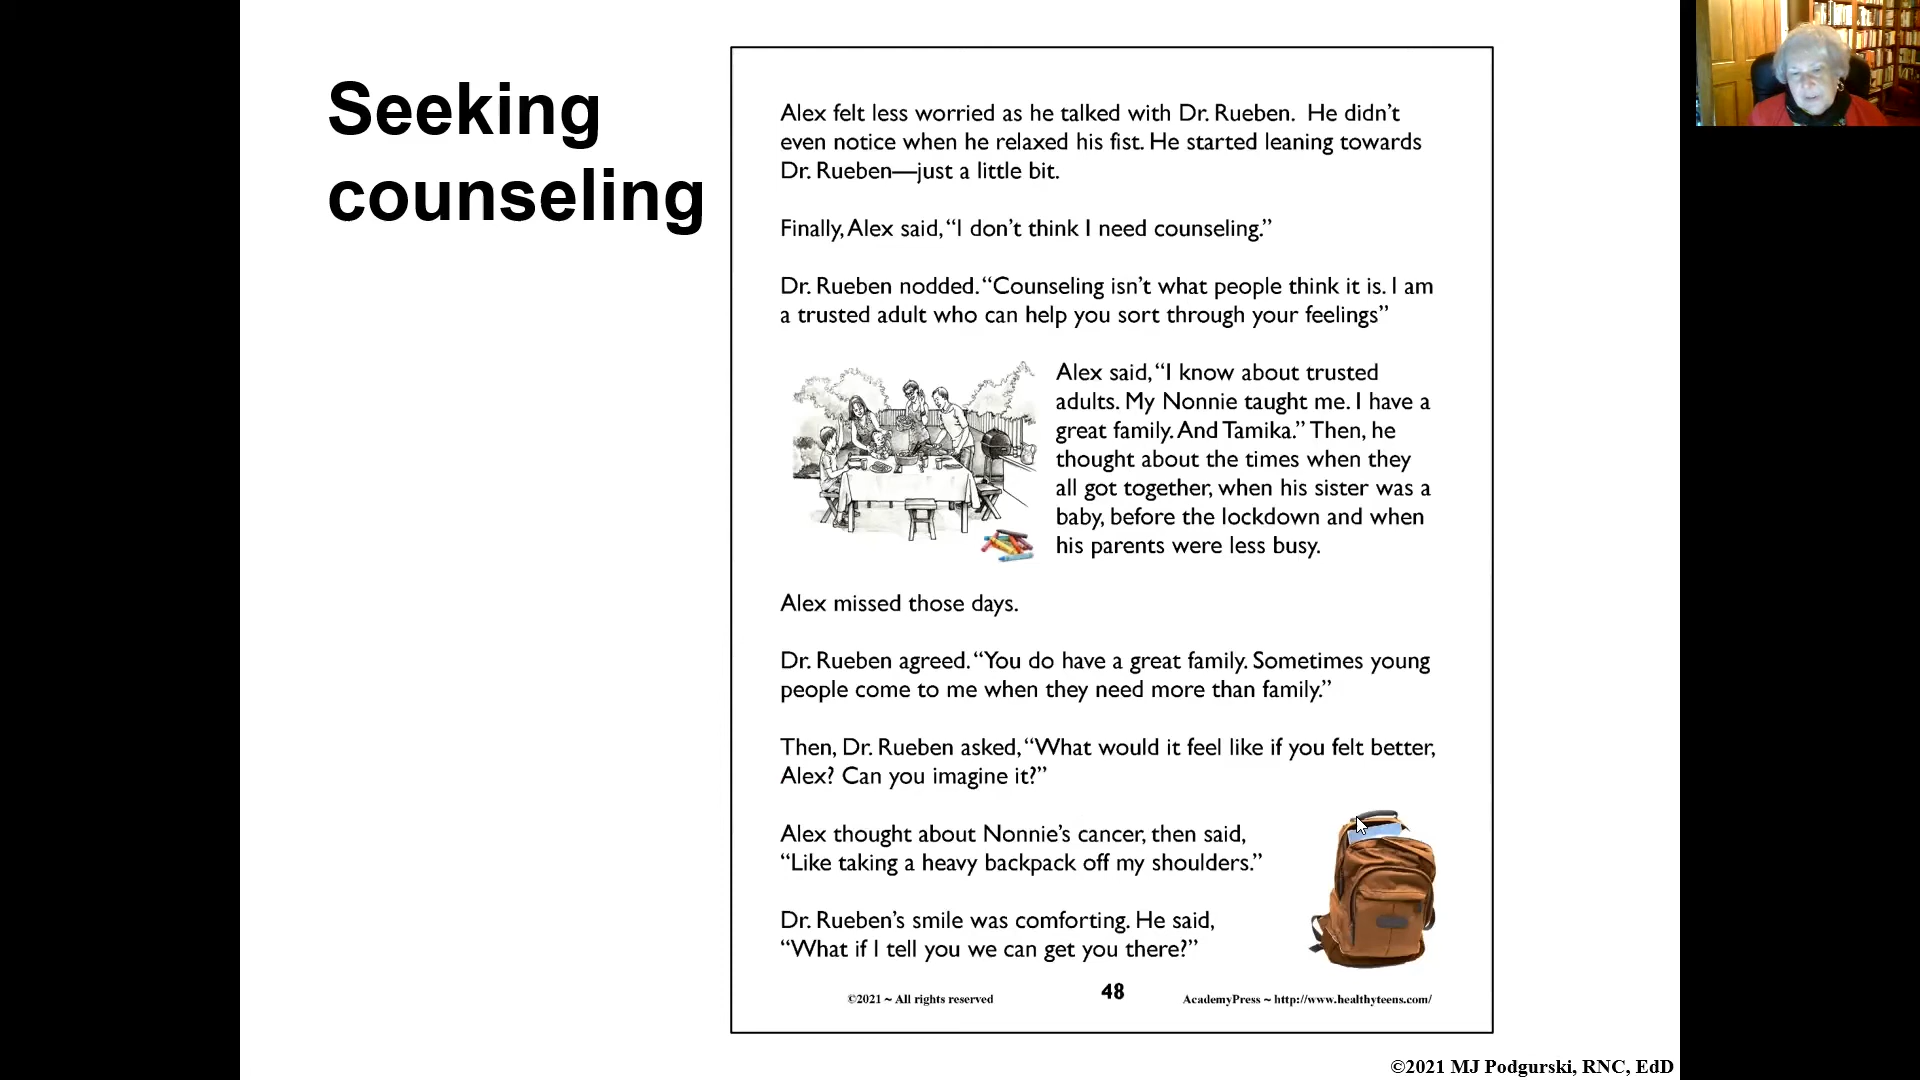 Seeking
counseling
Alex felt less worried as he talked with Dr. Rueben.  He didn’t
even notice when he relaxed his fist. He started leaning towards
Dr. Rueben—just a little bit.
Finally, Alex said, “I don’t think I need counseling.”
Dr. Rueben nodded. “Counseling isn’t what people think it is. I am
a trusted adult who can help you sort through your feelings”
Alex said, “I know about trusted
adults. My Nonnie taught me. I have a
great family. And Tamika.” Then, he
thought about the times when they
all got together, when his sister was a
baby, before the lockdown and when
his parents were less busy.
Alex missed those days.
Dr. Rueben agreed. “You do have a great family. Sometimes young
people come to me when they need more than family.”
Then, Dr. Rueben asked, “What would it feel like if you felt better,
Alex? Can you imagine it?”
Alex thought about Nonnie’s cancer, then said,
“Like taking a heavy backpack off my shoulders.”
Dr. Rueben’s smile was comforting. He said,
“What if I tell you we can get you there?”
©2021 ~ All rights reserved
48
AcademyPress ~ http://www.healthyteens.com/
©2021 MJ Podgurski, RNC, EdD